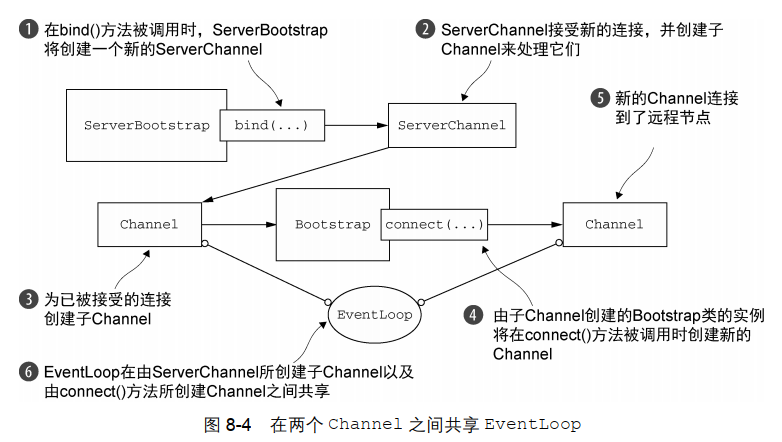 1 在bind()方法被调用时，ServerBootstrap
将创建一个新的ServerChannel
2 ServerChannel接受新的连接，并创建子
Channel来处理它们
5 新的Channel连接
到了远程节点
ServerBootstrap
bind(...)
ServerChannel
Channel
Bootstrap
connect(...)
Channel
3 为已被接受的连接
创建子Channel
EventLoop
4 由子Channel创建的Bootstrap类的实例
将在connect()方法被调用时创建新的
Channel
6 EventLoop在由ServerChannel所创建子Channel以及
由connect()方法所创建Channel之间共享
图 8-4 在两个 Channel 之间共享 EventLoop